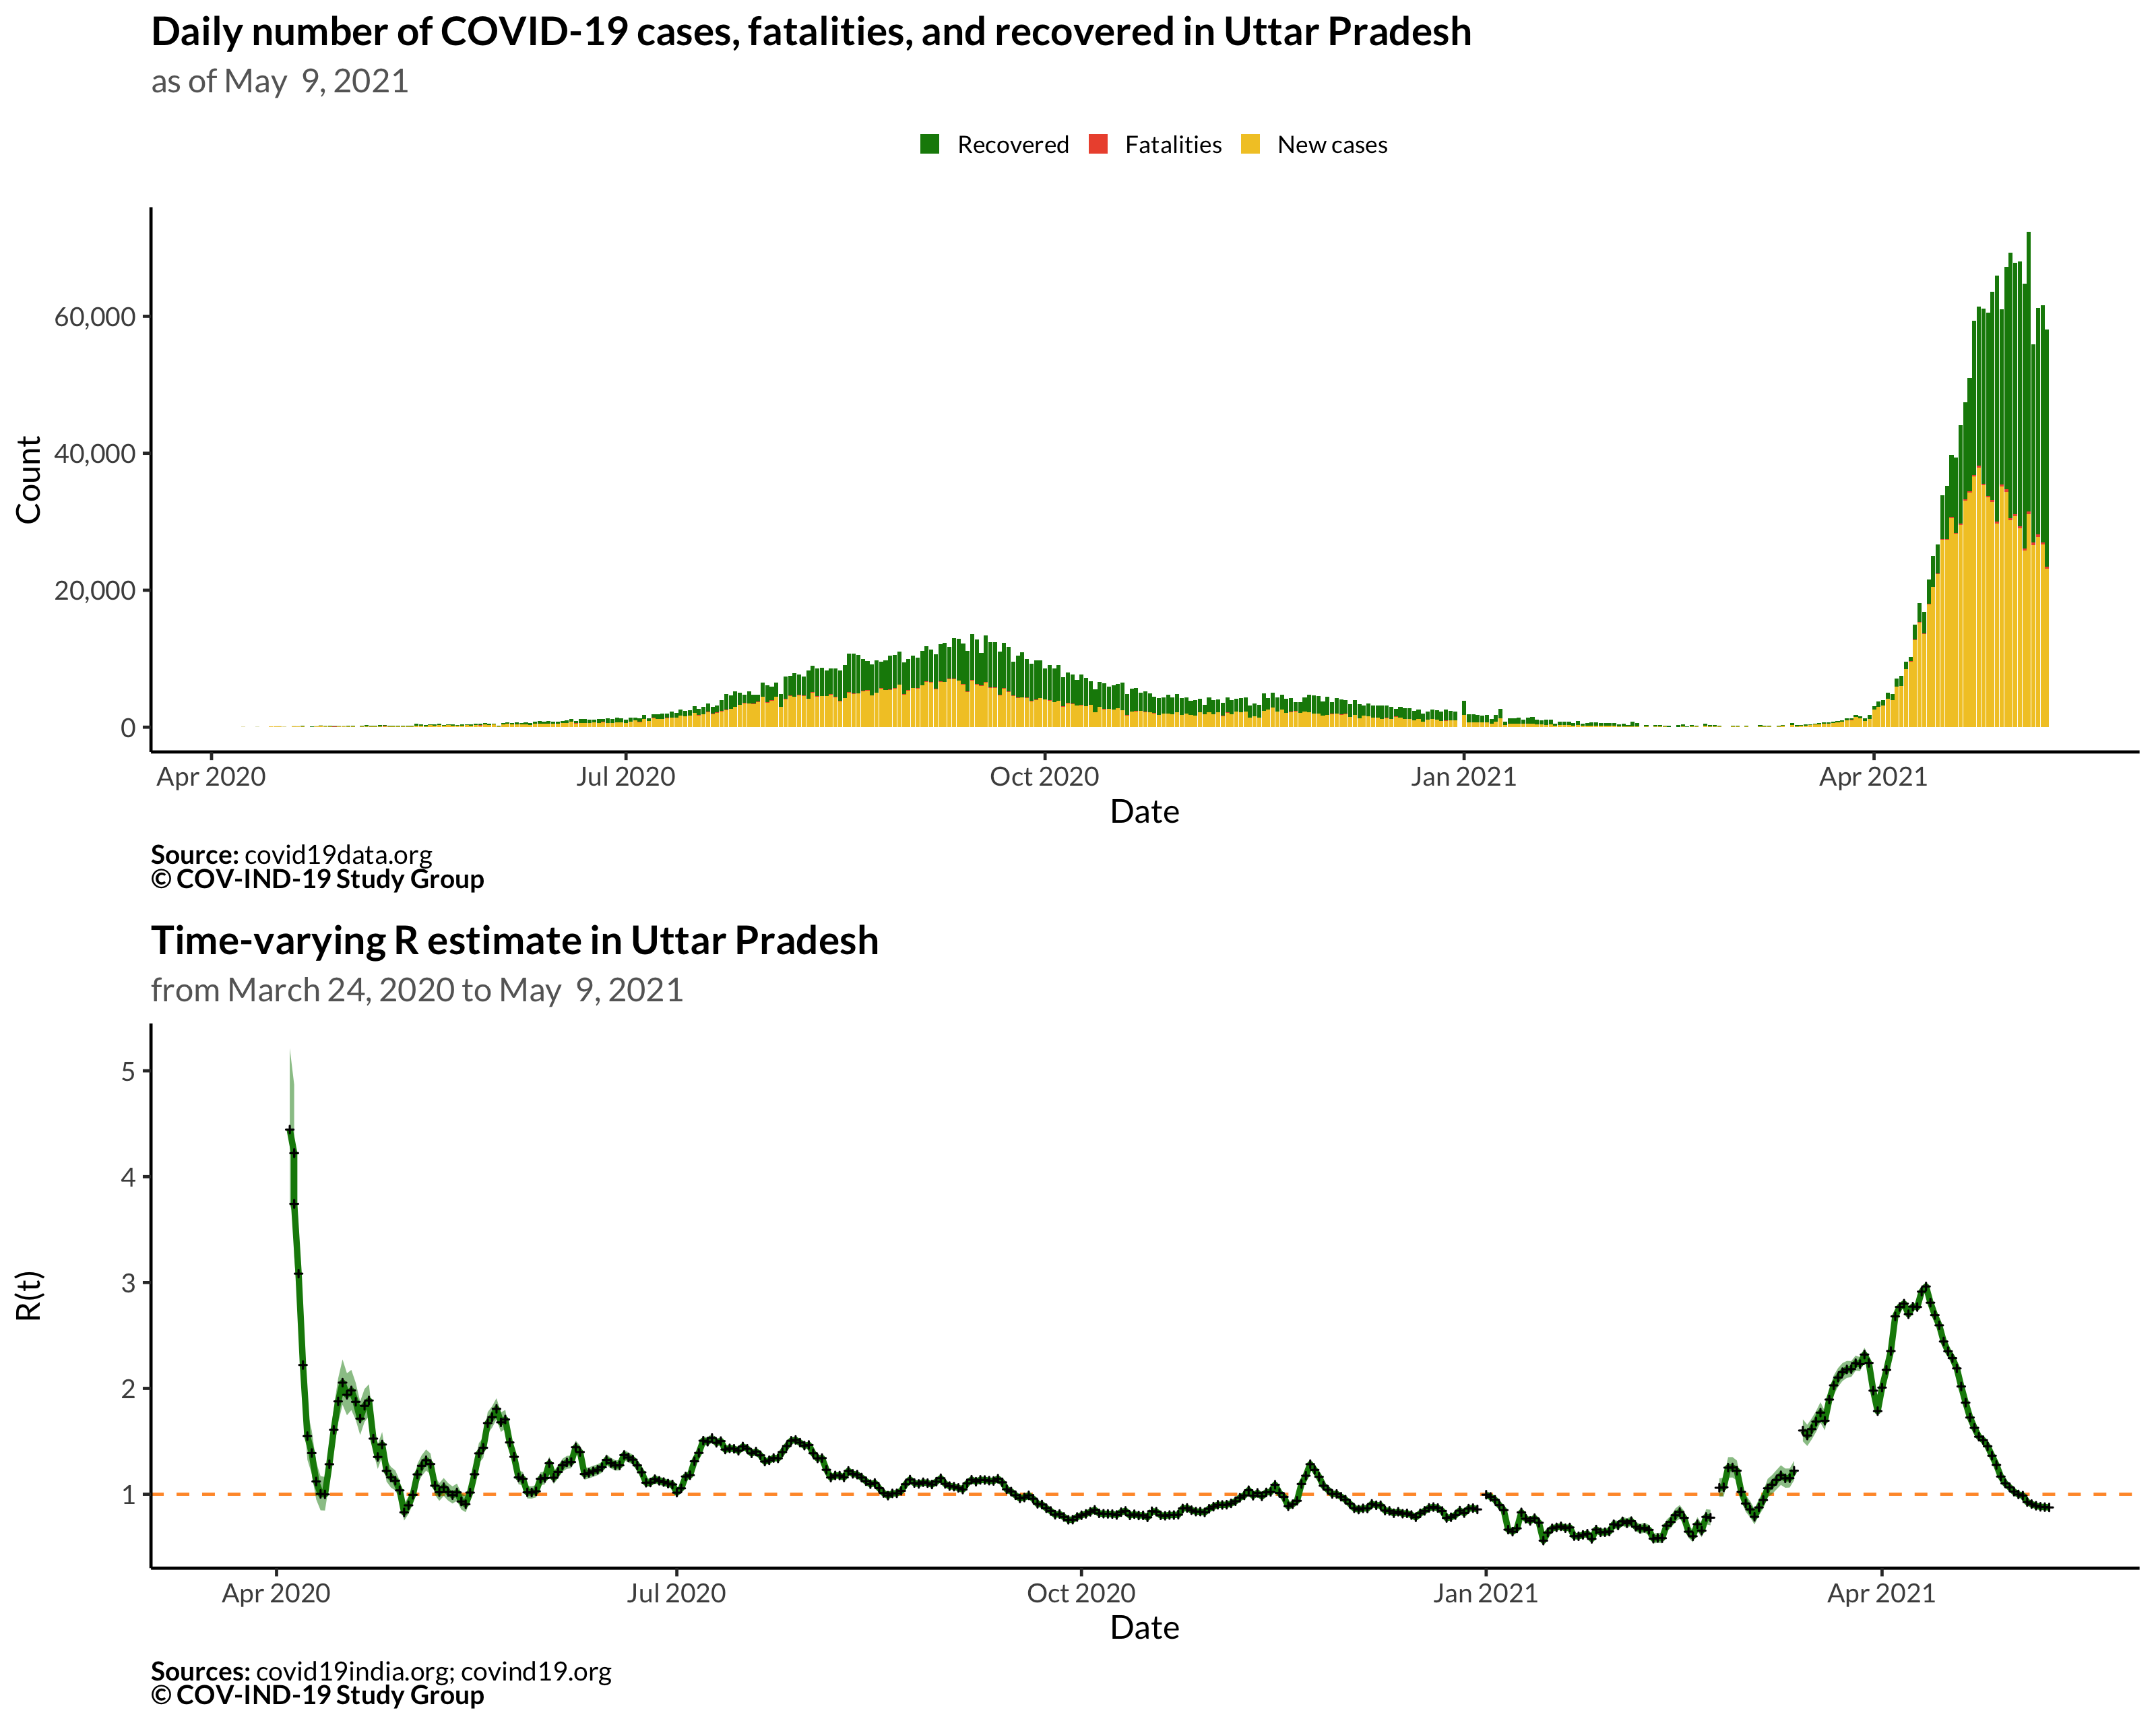 Daily number of COVID-19 cases, fatalities, and recovered in Uttar Pradesh
as of May  9, 2021
Recovered Fatalities New cases
Count
60,000
40,000
20,000
0
Apr 2020 Jul 2020 Oct 2020 Jan 2021 Apr 2021
Date
Source: covid19data.org
© COV-IND-19 Study Group
Time-varying R estimate in Uttar Pradesh
from March 24, 2020 to May  9, 2021
R(t)
5
4
3
2
1
Apr 2020 Jul 2020 Oct 2020 Jan 2021 Apr 2021
Date
Sources: covid19india.org; covind19.org
© COV-IND-19 Study Group